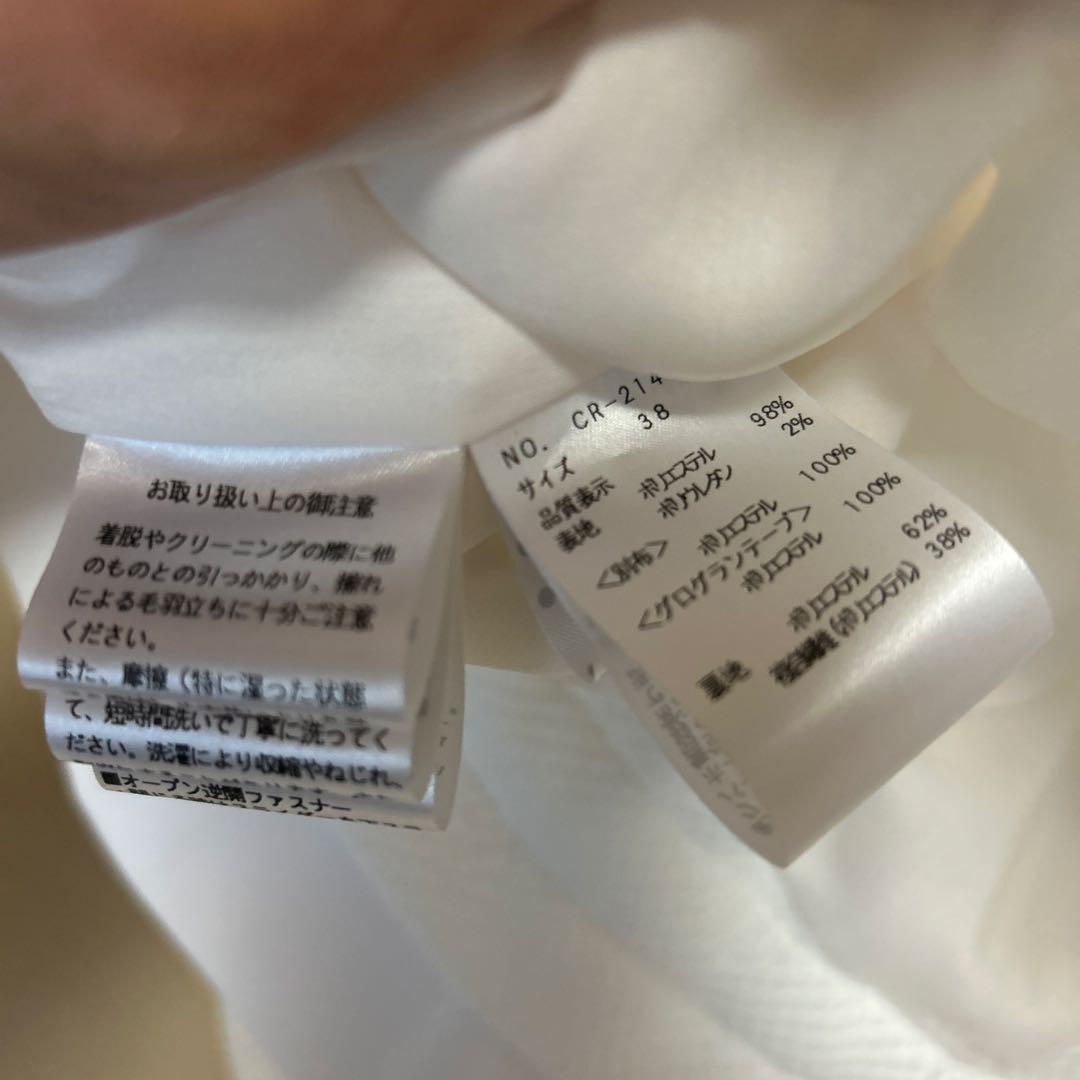 お取り扱い上の御注意
着脱やクリーニングの際に他
のものとの引っかかり、擦れ
による毛羽立ちに十分ご注意
ください。
また、摩擦（特に湿った状態
て、短時間洗いで丁寧に洗ってく
ださい。洗濯により収縮やねじれ、
■オープン逆開ファスナー
NO. CR-214
サイズ 38
品質表示
表地 ポリエステル 98%
ポリウレタン 2%
<別布>
ポリエステル 100%
<グログランテープ>
ポリエステル 100%
裏地 ポリエステル 62%
複合繊維(ポリエステル) 38%